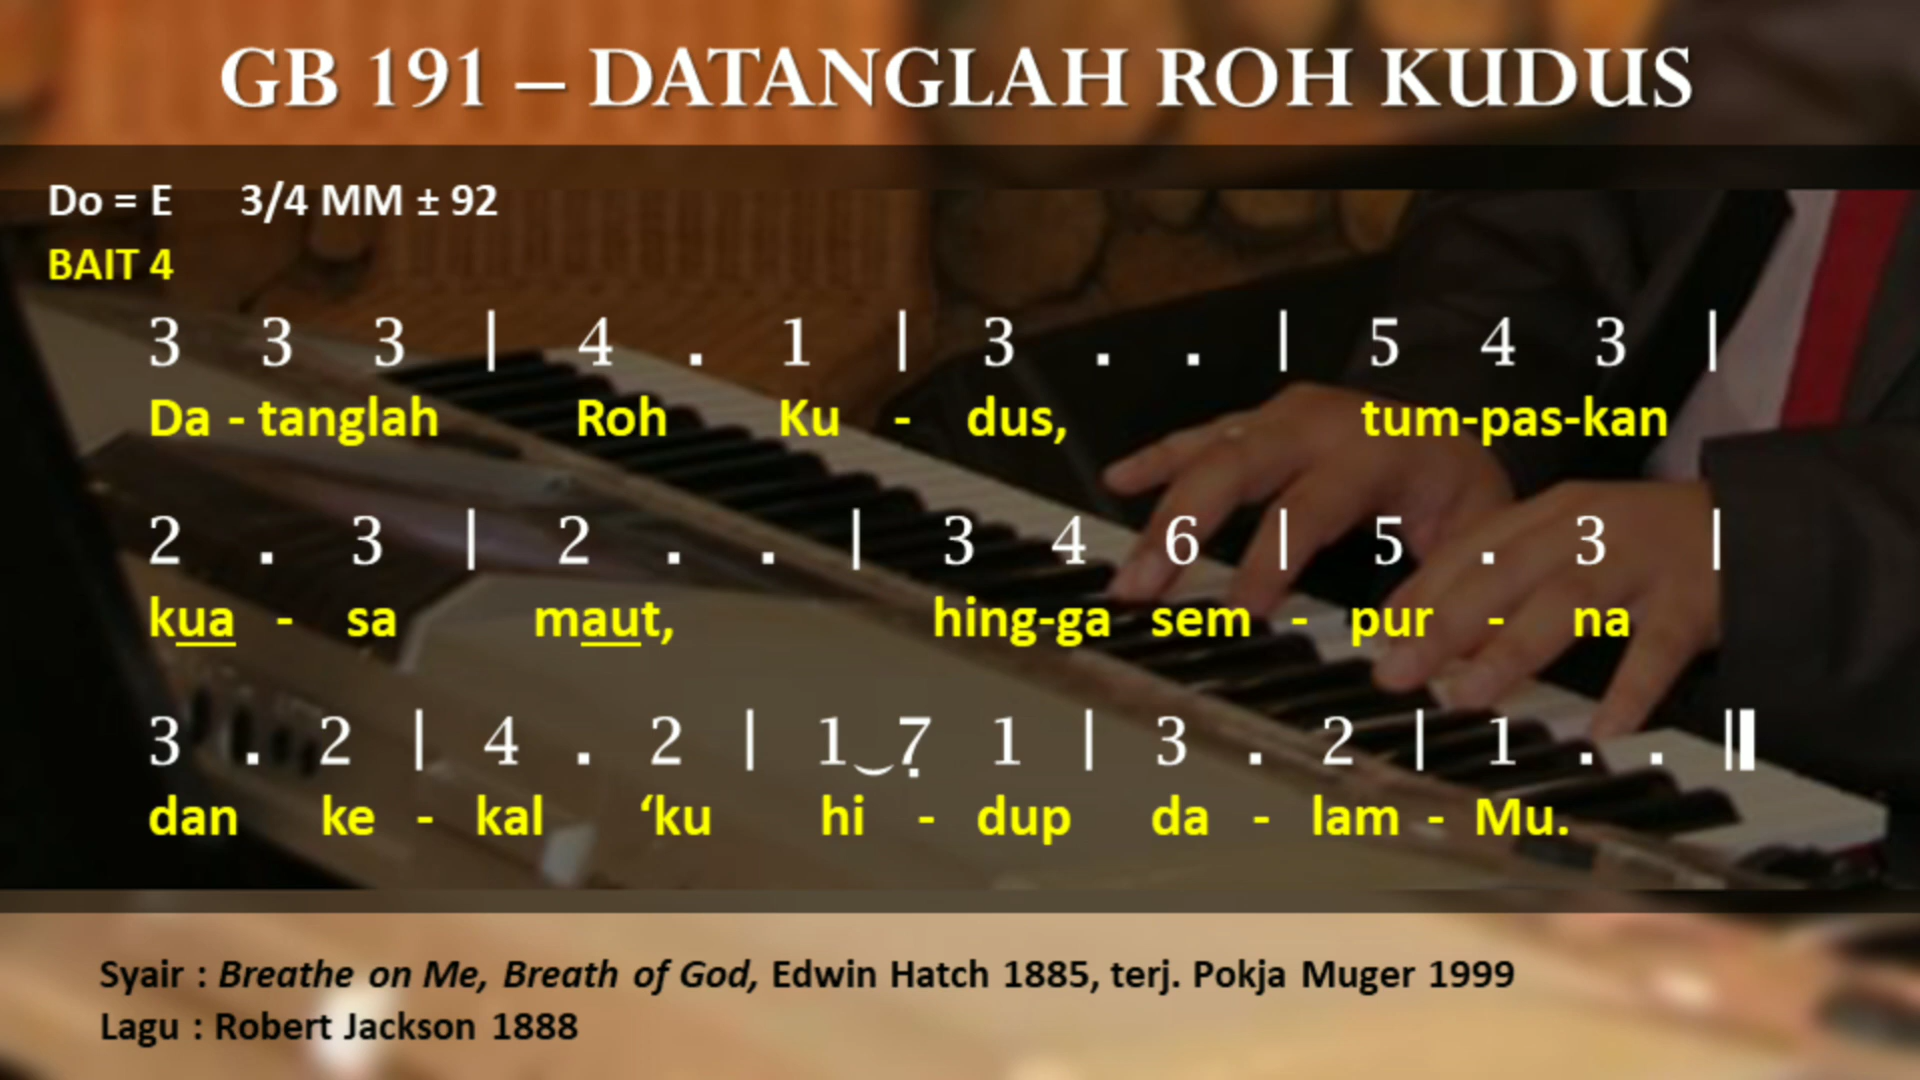 GB 191 – DATANGLAH ROH KUDUS
Do = E 3/4 MM ± 92
BAIT 4
3 3 3 | 4 . 1 | 3 . . | 5 4 3 |
Da - tanglah Roh Ku - dus, tum-pas-kan
2 . 3 | 2 . . | 3 4 6 | 5 . 3 |
kua - sa maut, hing-ga sem - pur - na
3 . 2 | 4 . 2 | 1‿7̣ 1 | 3 . 2 | 1 . . ‖
dan ke - kal ‘ku hi - dup da - lam - Mu.
Syair : Breathe on Me, Breath of God, Edwin Hatch 1885, terj. Pokja Muger 1999
Lagu : Robert Jackson 1888